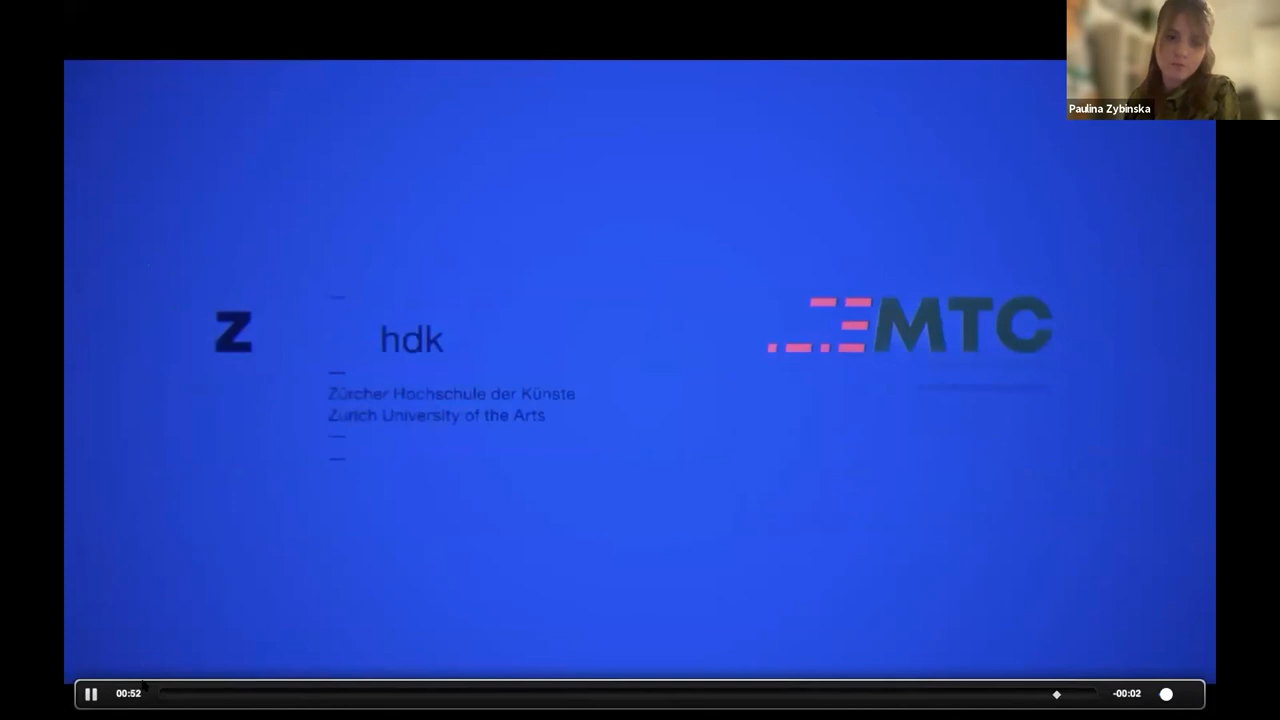 Paulina Zybinska
Z
hdk
Zürcher Hochschule der Künste
Zurich University of the Arts
MTC
00:52
-00:02